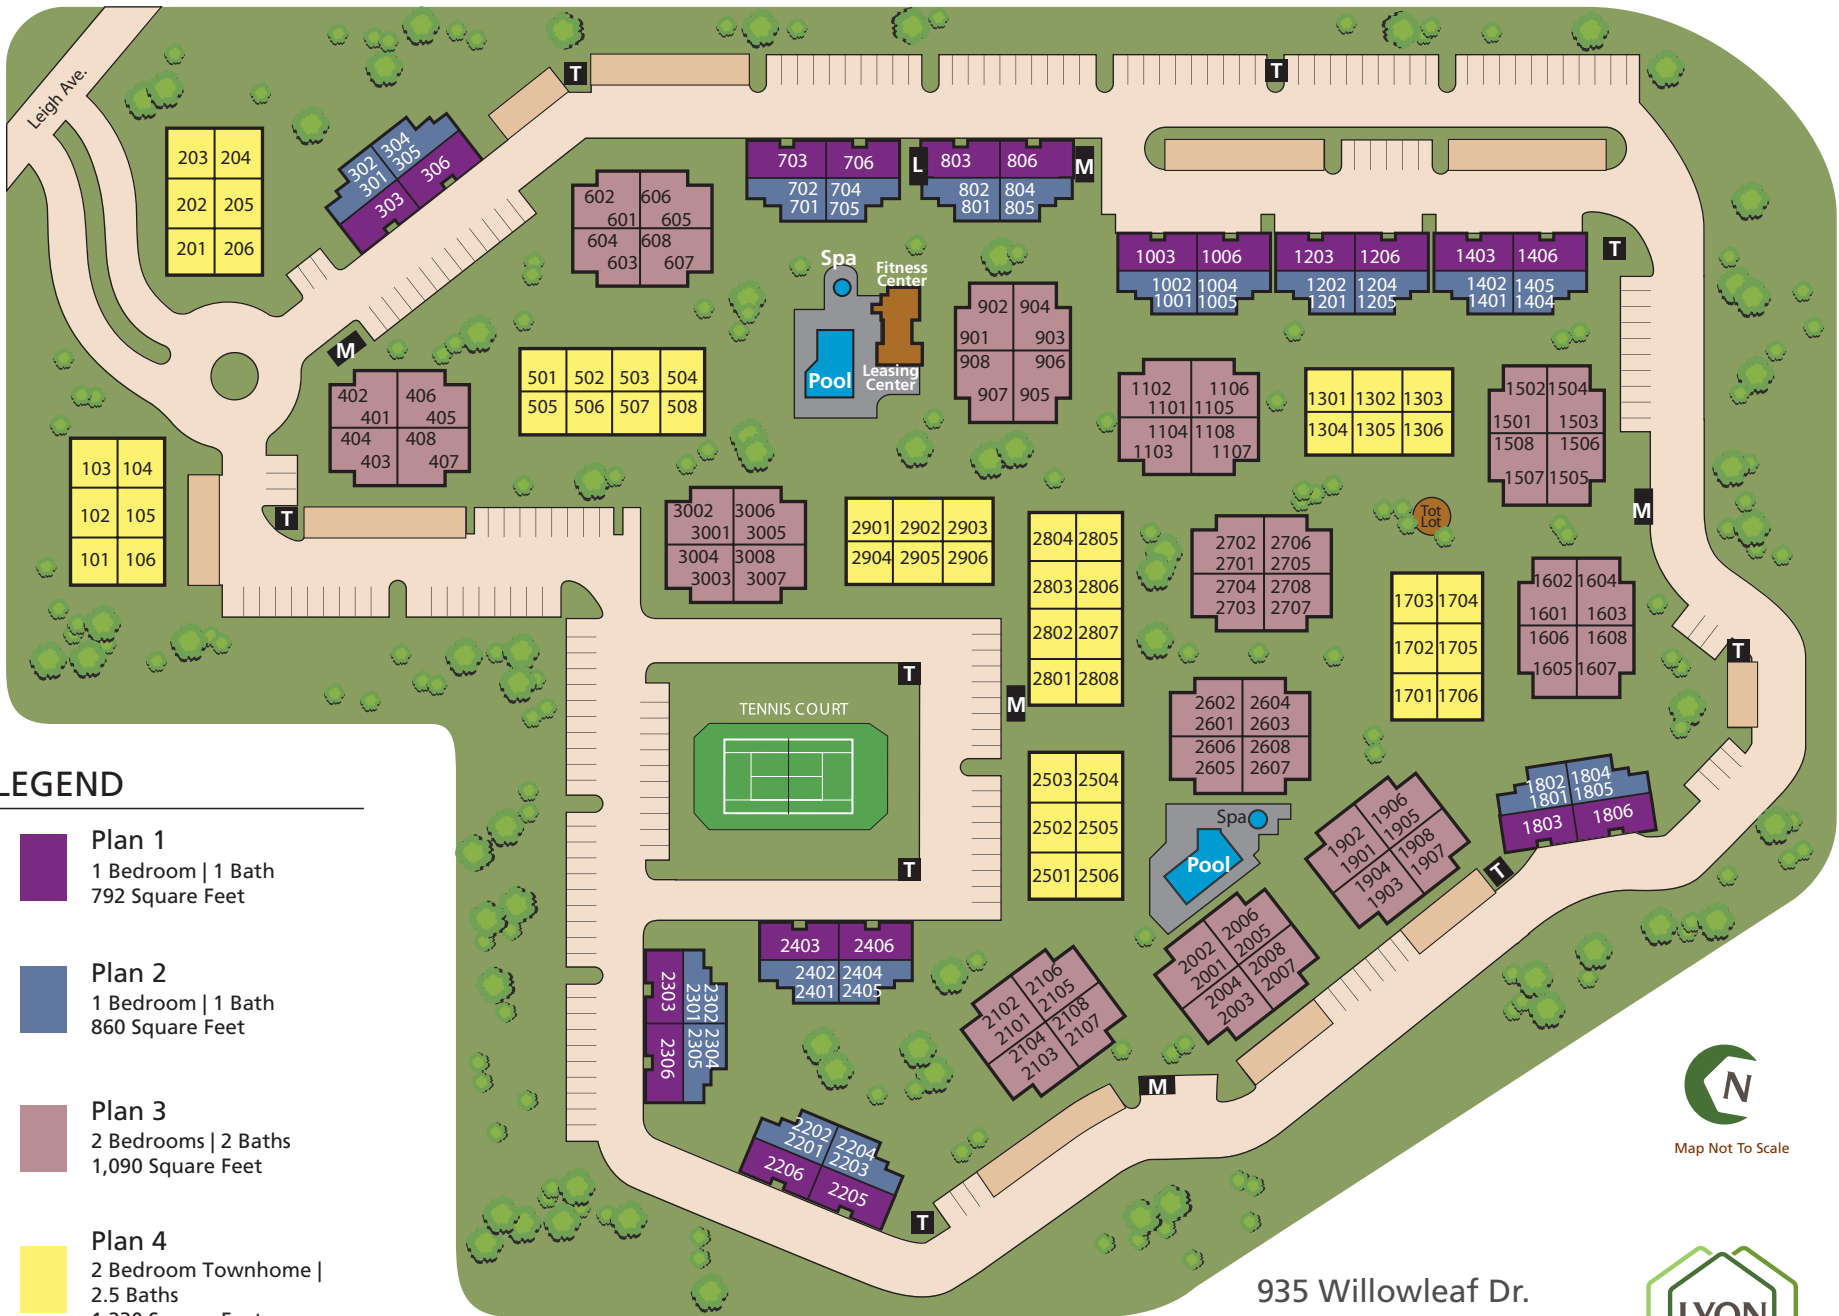 Leigh Ave.
T
T
203 204
202 205
201 206
302 304
301 305
303 306
602 606
601 605
604 608
603 607
703 706
702 704
701 705
L
803 806
802 804
801 805
M
1003 1006
1002 1004
1001 1005
1203 1206
1202 1204
1201 1205
1403 1406
1402 1405
1401 1404
T
Spa
Fitness
Center
Pool
Leasing
Center
902 904
901 903
908 906
907 905
M
402 406
401 405
404 408
403 407
501 502 503 504
505 506 507 508
1102 1106
1101 1105
1104 1108
1103 1107
1301 1302 1303
1304 1305 1306
1502 1504
1501 1503
1508 1506
1507 1505
M
103 104
102 105
101 106
T
3002 3006
3001 3005
3004 3008
3003 3007
2901 2902 2903
2904 2905 2906
2804 2805
2803 2806
2802 2807
2801 2808
2702 2706
2701 2705
2704 2708
2703 2707
Tot
Lot
1703 1704
1702 1705
1701 1706
1602 1604
1601 1603
1606 1608
1605 1607
T
T
TENNIS COURT
T
M
2602 2604
2601 2603
2606 2608
2605 2607
2503 2504
2502 2505
2501 2506
Spa
Pool
1902 1906
1901 1905
1904 1908
1903 1907
1802 1804
1801 1805
1803 1806
T
2403 2406
2402 2404
2401 2405
2303 2301 2302
2306 2305 2304
2102 2106
2101 2105
2104 2108
2103 2107
2002 2006
2001 2005
2004 2008
2003 2007
M
2202 2204
2201 2203
2206 2205
T
LEGEND
Plan 1
1 Bedroom | 1 Bath
792 Square Feet
Plan 2
1 Bedroom | 1 Bath
860 Square Feet
Plan 3
2 Bedrooms | 2 Baths
1,090 Square Feet
Plan 4
2 Bedroom Townhome |
2.5 Baths
N
Map Not To Scale
935 Willowleaf Dr.
LYON